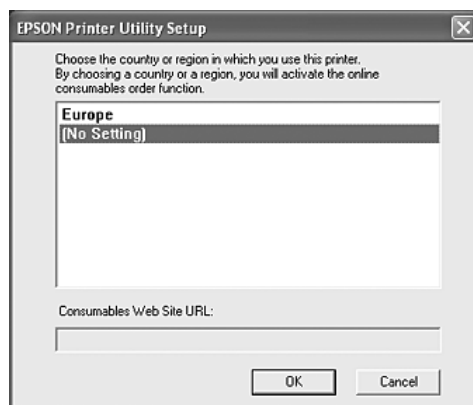 EPSON Printer Utility Setup
Choose the country or region in which you use this printer.
By choosing a country or a region, you will activate the online
consumables order function.
Europe
(No Setting)
Consumables Web Site URL:
OK
Cancel